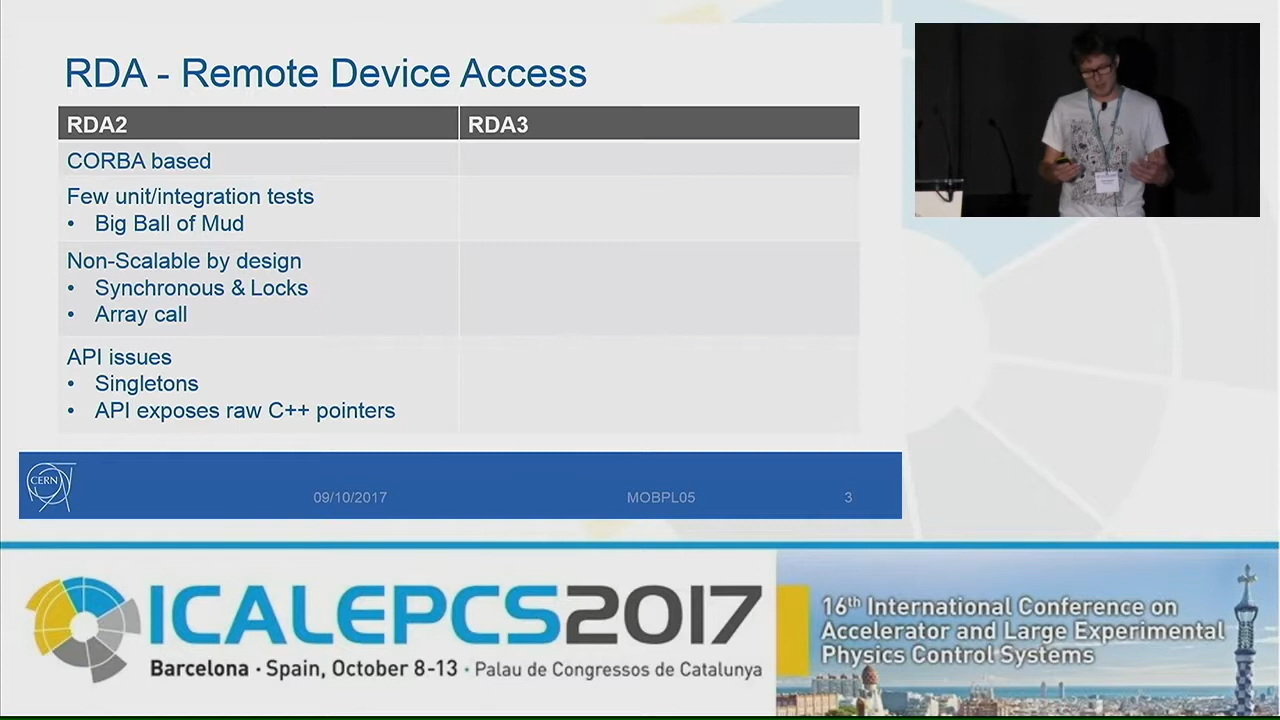 RDA - Remote Device Access
RDA2
RDA3
CORBA based
Few unit/integration tests
• Big Ball of Mud
Non-Scalable by design
• Synchronous & Locks
• Array call
API issues
• Singletons
• API exposes raw C++ pointers
CERN
09/10/2017
MOBPL05
3
ICALEPCS2017
Barcelona · Spain, October 8-13 · Palau de Congressos de Catalunya
16th International Conference on
Accelerator and Large Experimental
Physics Control Systems